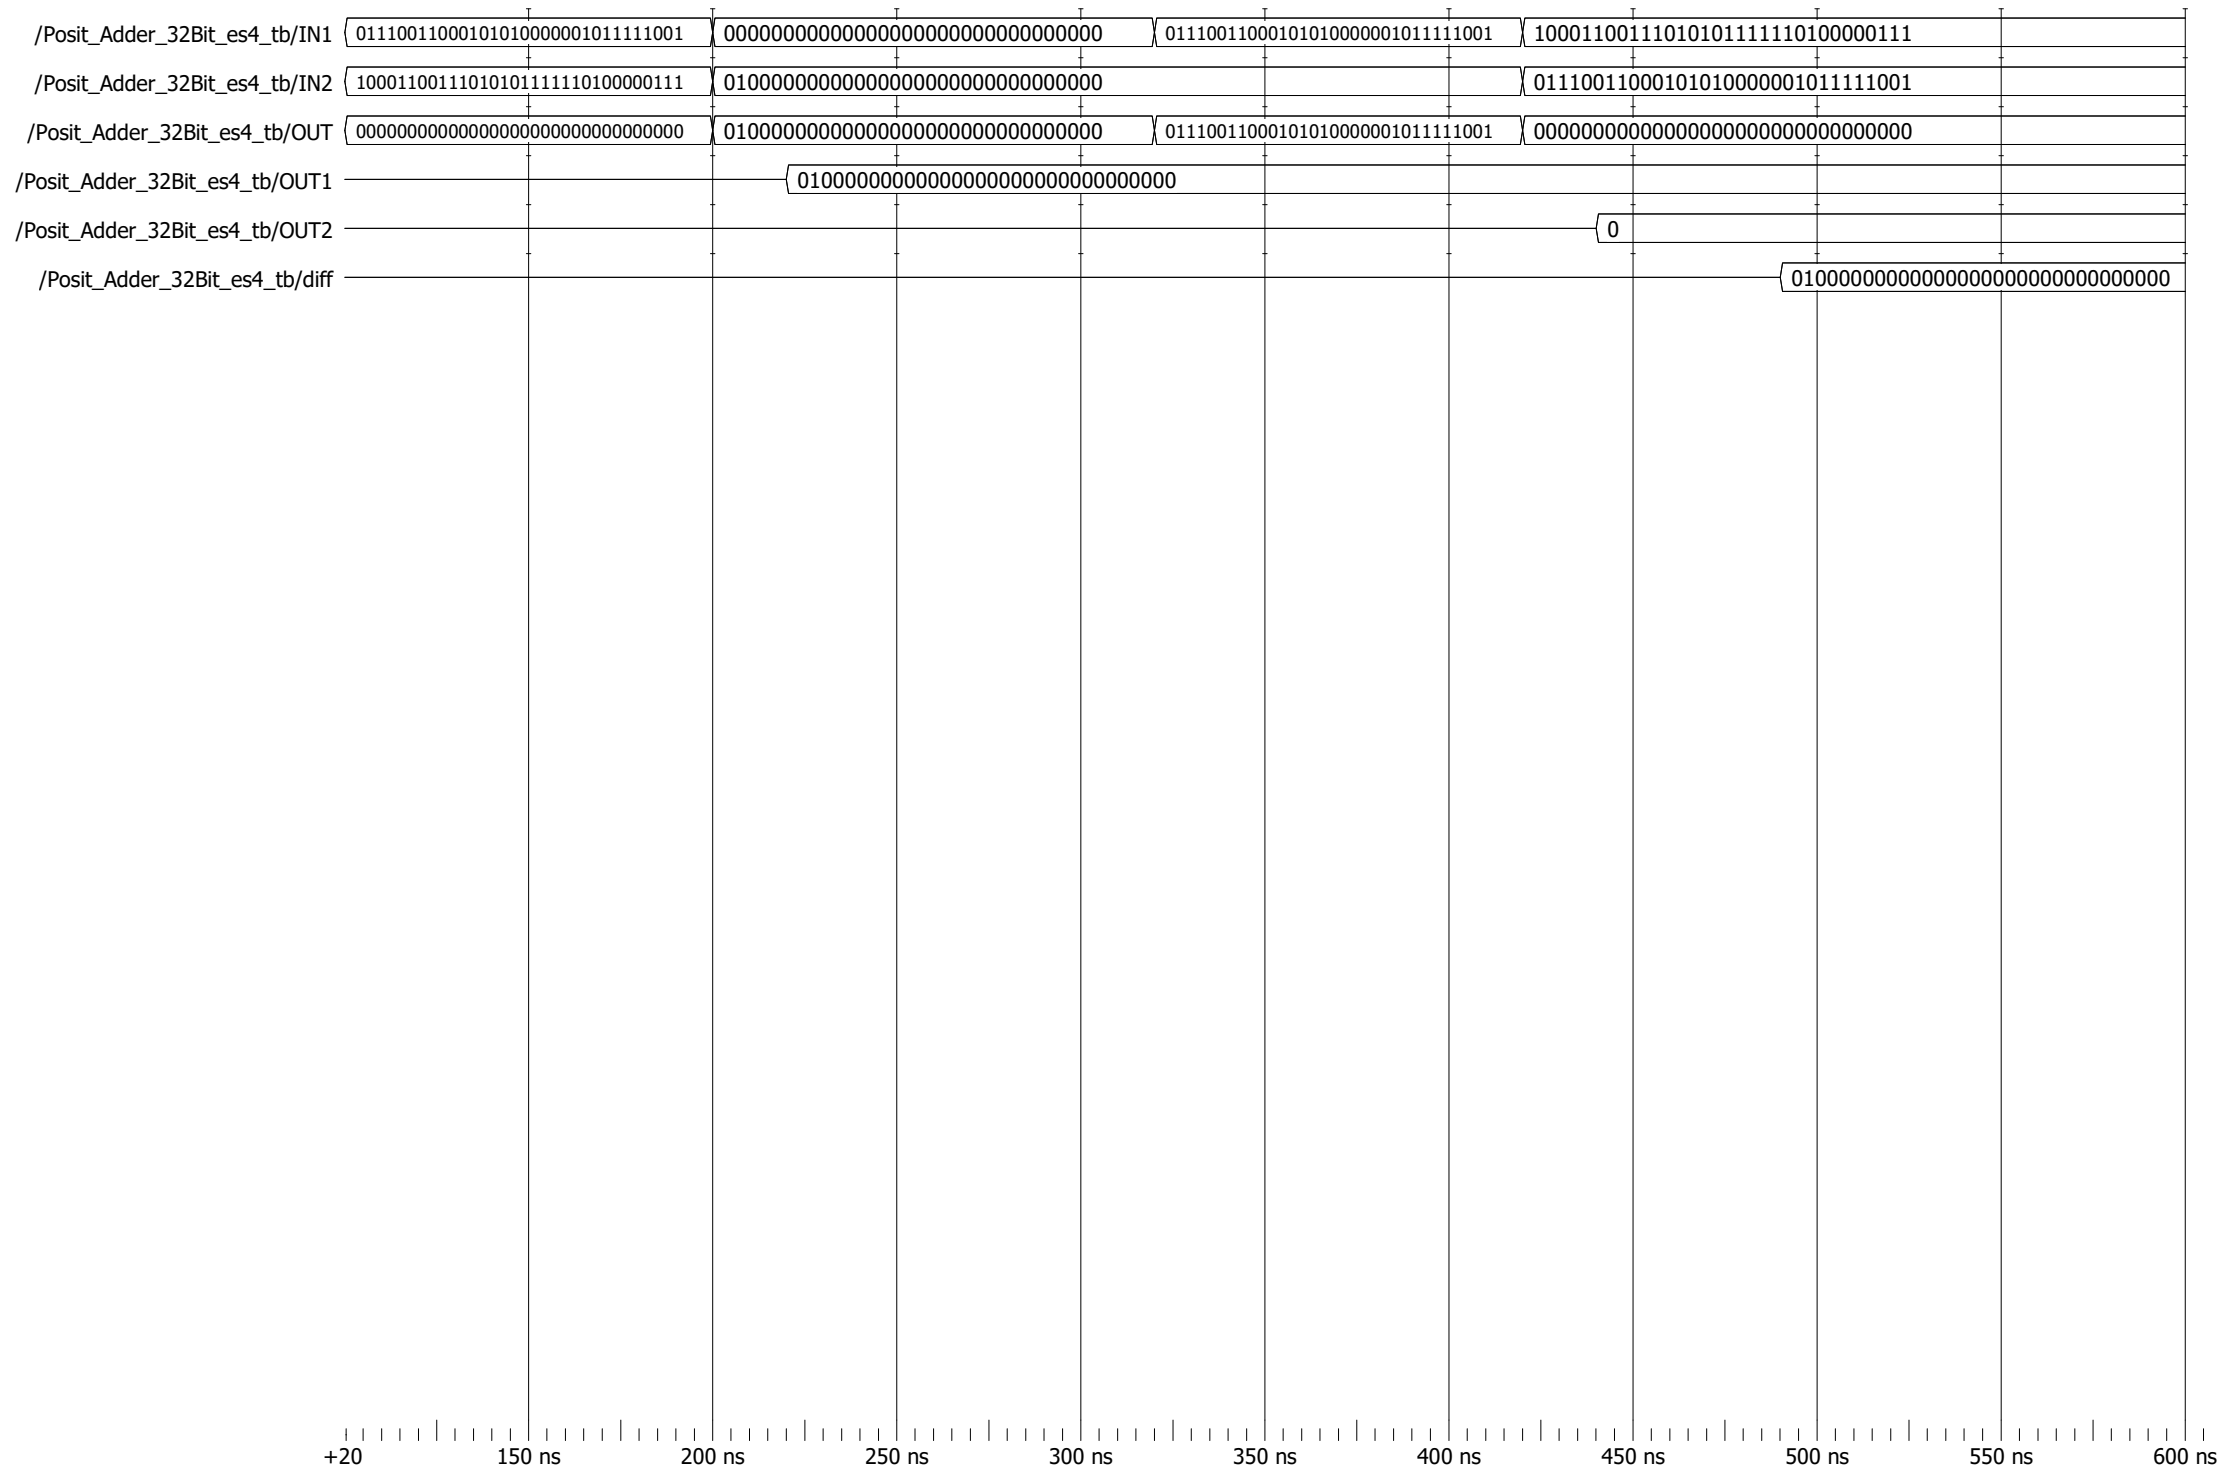 /Posit_Adder_32Bit_es4_tb/IN1 01110011000101010000001011111001 00000000000000000000000000000000 01110011000101010000001011111001 10001100111010101111110100000111
/Posit_Adder_32Bit_es4_tb/IN2 10001100111010101111110100000111 01000000000000000000000000000000 01110011000101010000001011111001
/Posit_Adder_32Bit_es4_tb/OUT 00000000000000000000000000000000 01000000000000000000000000000000 01110011000101010000001011111001 00000000000000000000000000000000
/Posit_Adder_32Bit_es4_tb/OUT1 01000000000000000000000000000000
/Posit_Adder_32Bit_es4_tb/OUT2 0
/Posit_Adder_32Bit_es4_tb/diff 01000000000000000000000000000000
+20 150 ns 200 ns 250 ns 300 ns 350 ns 400 ns 450 ns 500 ns 550 ns 600 ns